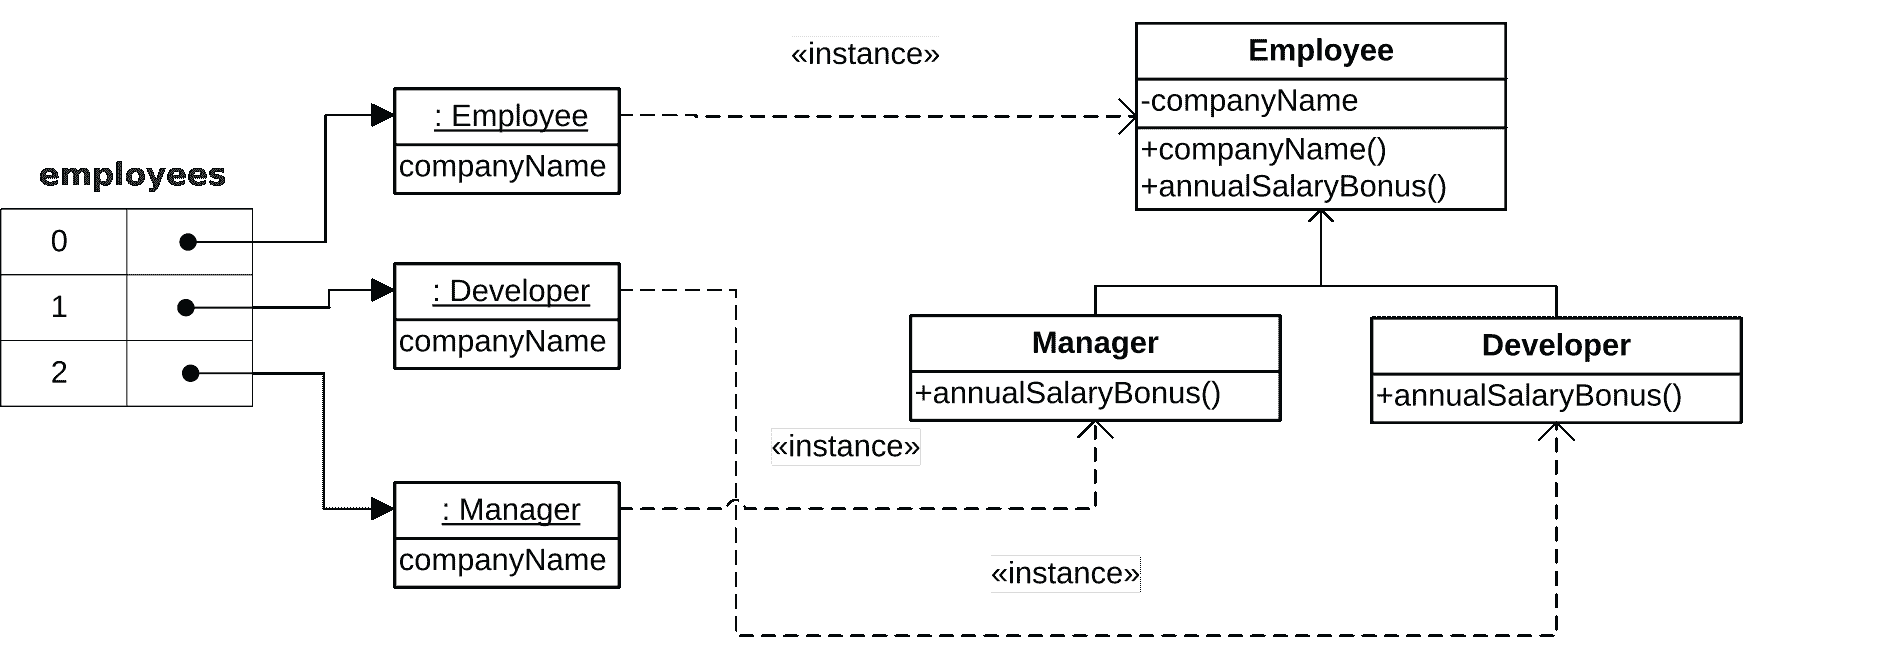 «instance»
Employee
-companyName
+companyName()
+annualSalaryBonus()
: Employee
companyName
employees
0
1
2
: Developer
companyName
Manager
+annualSalaryBonus()
Developer
+annualSalaryBonus()
«instance»
: Manager
companyName
«instance»